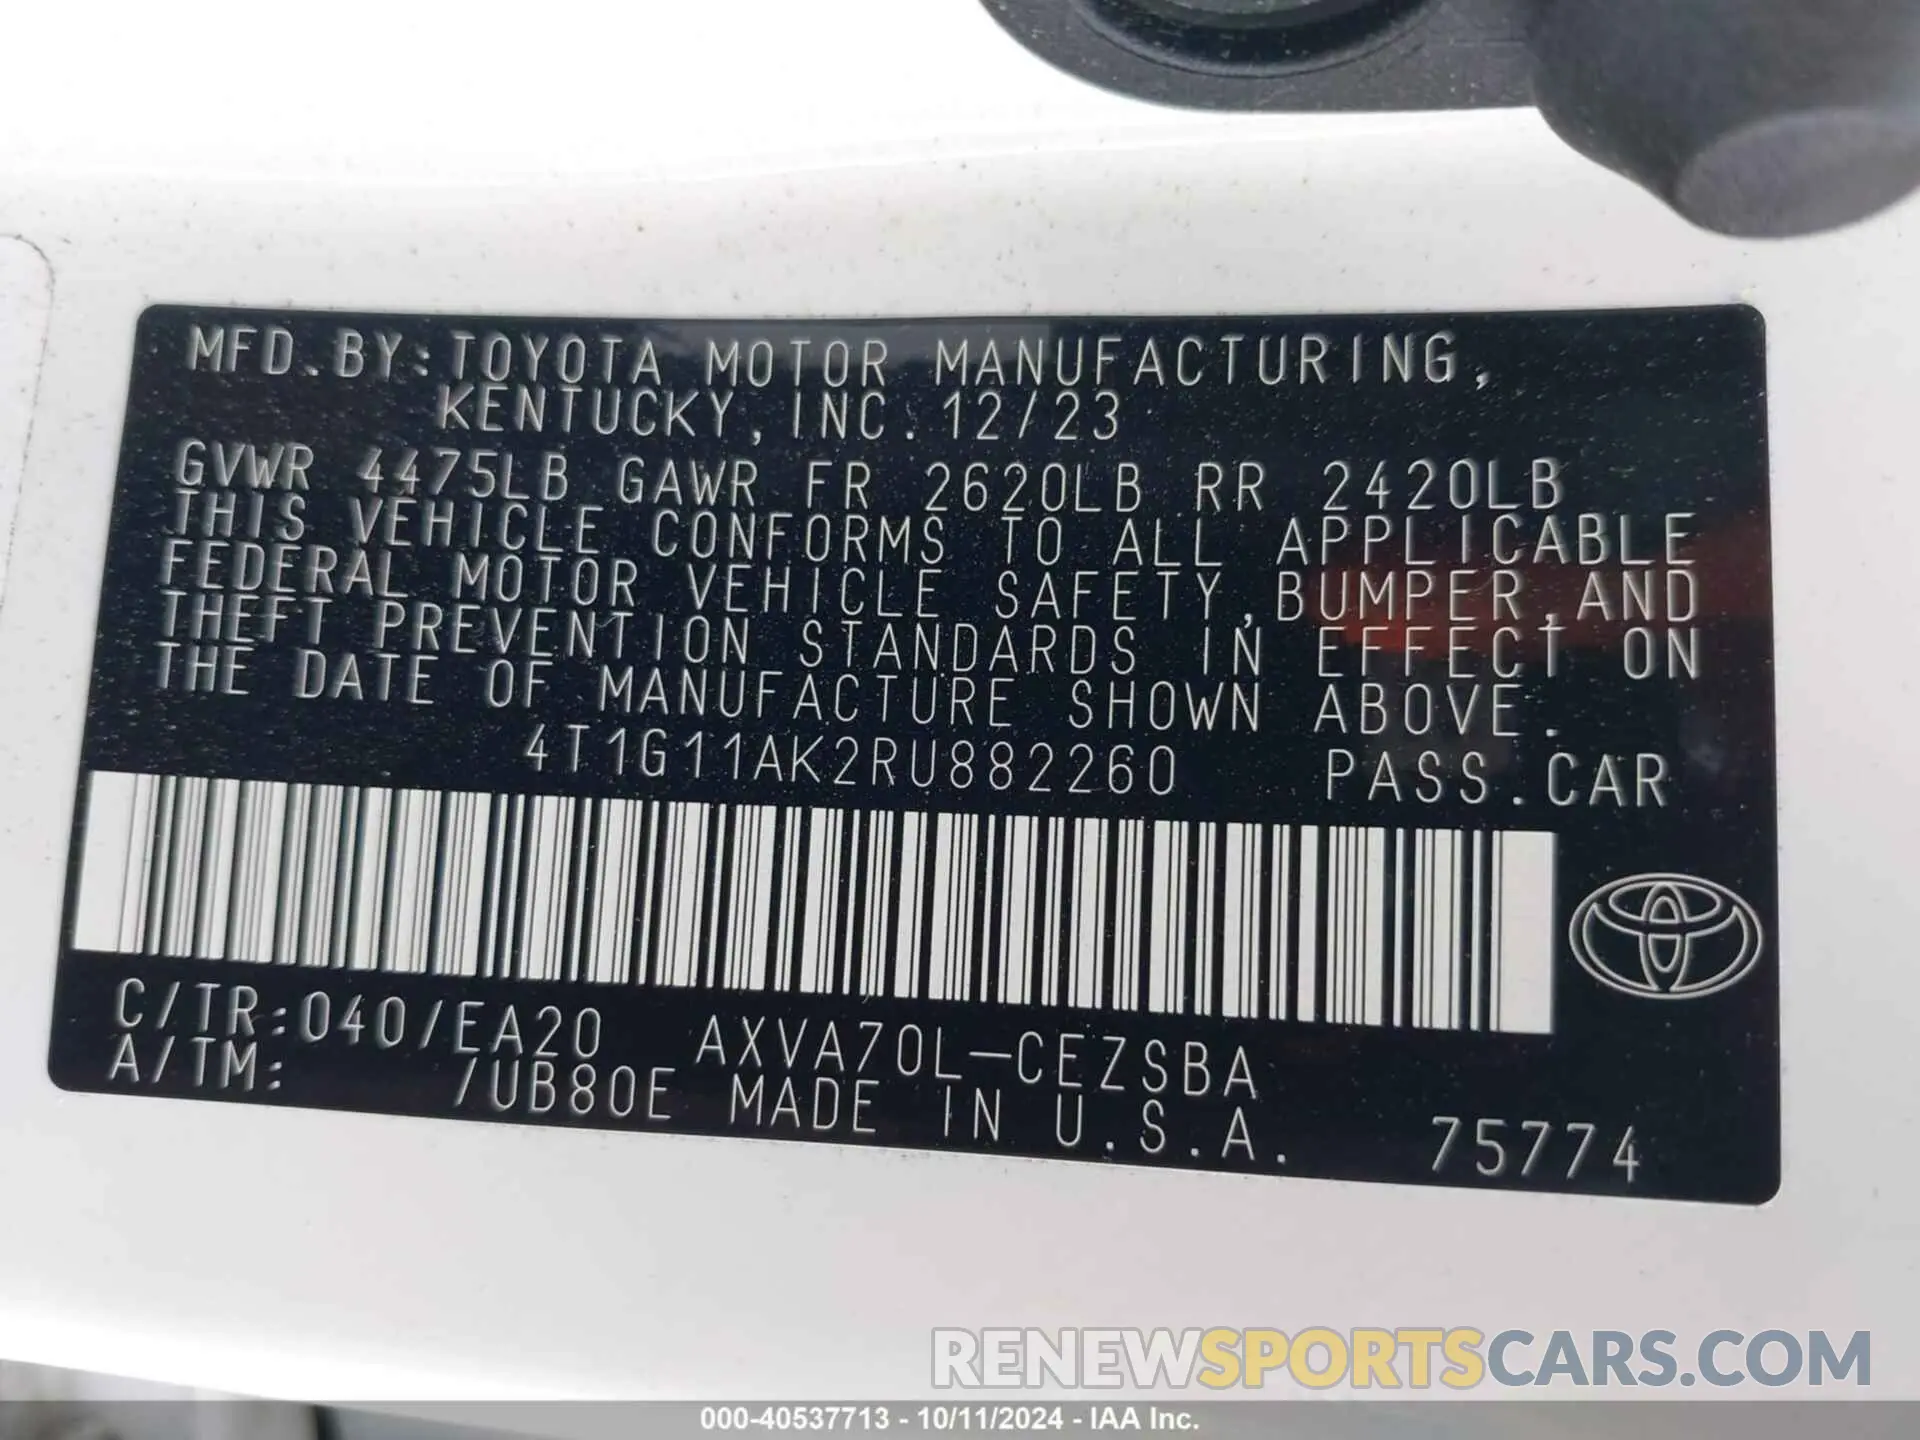 MFD.BY:TOYOTA MOTOR MANUFACTURING,
KENTUCKY,INC.12/23
GVWR 4475LB GAWR FR 2620LB RR 2420LB
THIS VEHICLE CONFORMS TO ALL APPLICABLE
FEDERAL MOTOR VEHICLE SAFETY,BUMPER,AND
THEFT PREVENTION STANDARDS IN EFFECT ON
THE DATE OF MANUFACTURE SHOWN ABOVE.
4T1G11AK2RU882260 PASS.CAR
C/TR:040/EA20 AXVA70L-CEZSBA
A/TM: /UB80E MADE IN U.S.A. 75774
RENEWSPORTSCARS.COM
000-40537713 - 10/11/2024 - IAA Inc.